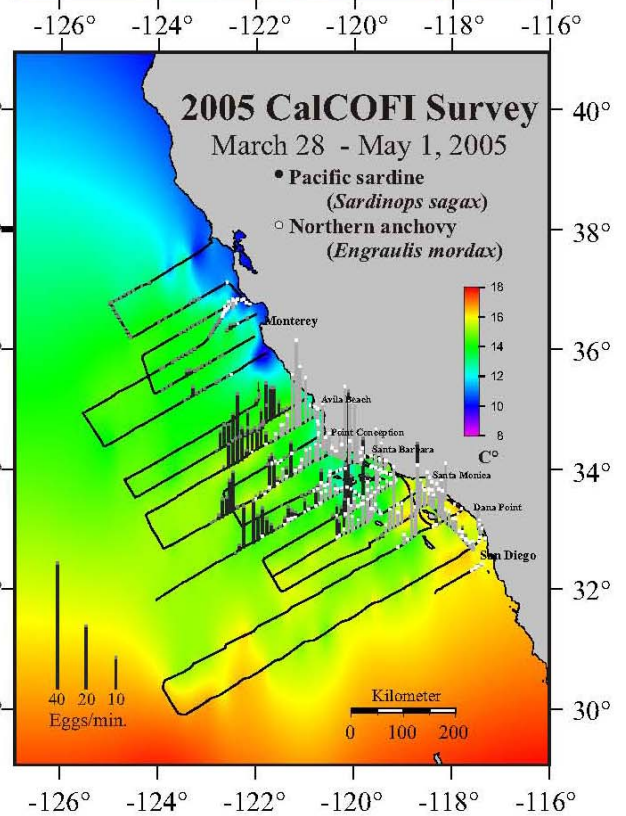 -126° -124° -122° -120° -118° -116°
2005 CalCOFI Survey
March 28 - May 1, 2005
Pacific sardine
(Sardinops sagax)
Northern anchovy
(Engraulis mordax)
40°
38°
36°
34°
32°
30°
18
16
14
12
10
8
C°
Monterey
Avila Beach
Point Conception
Santa Barbara
Santa Monica
Dana Point
San Diego
40 20 10
Eggs/min.
Kilometer
0 100 200
-126° -124° -122° -120° -118° -116°